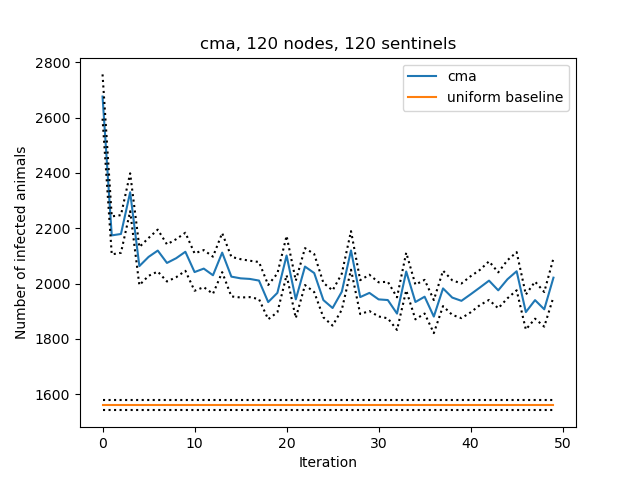 cma, 120 nodes, 120 sentinels
2800
2600
2400
2200
2000
1800
1600
Number of infected animals
cma
uniform baseline
0
10
20
30
40
50
Iteration